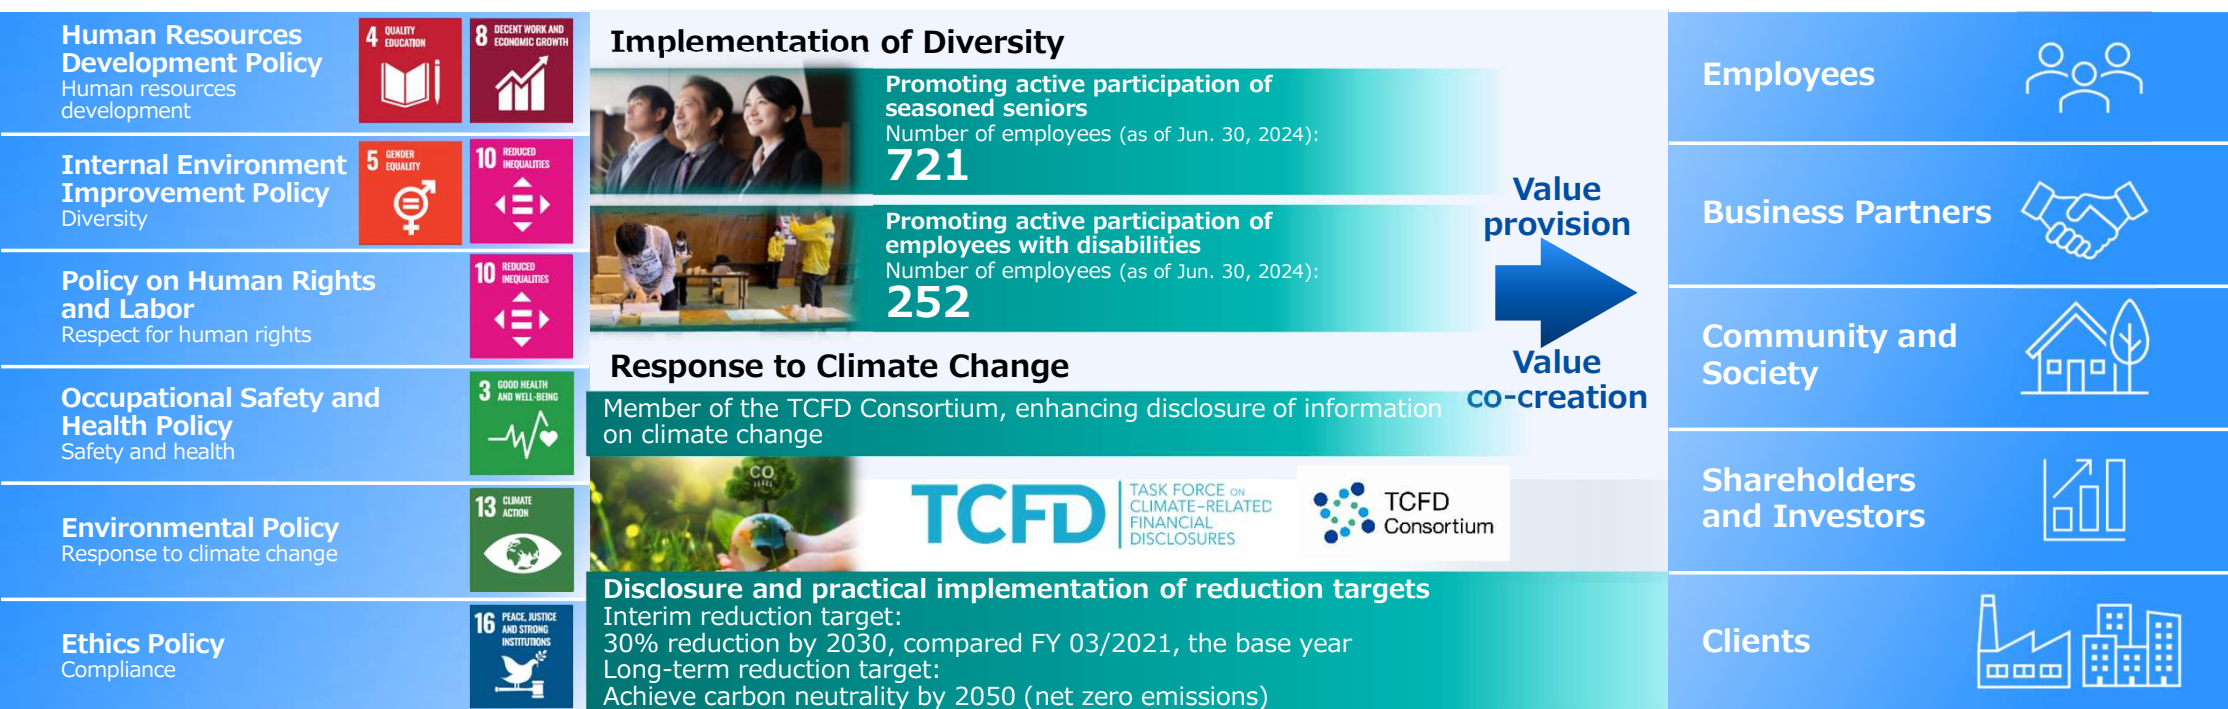 Human Resources
Development Policy
Human resources
development
4 QUALITY
EDUCATION
8 DECENT WORK AND
ECONOMIC GROWTH
Internal Environment
Improvement Policy
Diversity
5 GENDER
EQUALITY
10 REDUCED
INEQUALITIES
Policy on Human Rights
and Labor
Respect for human rights
10 REDUCED
INEQUALITIES
Occupational Safety and
Health Policy
Safety and health
3 GOOD HEALTH
AND WELL-BEING
Environmental Policy
Response to climate change
13 CLIMATE
ACTION
Ethics Policy
Compliance
16 PEACE, JUSTICE
AND STRONG
INSTITUTIONS
Implementation of Diversity
Promoting active participation of
seasoned seniors
Number of employees (as of Jun. 30, 2024):
721
Promoting active participation of
employees with disabilities
Number of employees (as of Jun. 30, 2024):
252
Response to Climate Change
Member of the TCFD Consortium, enhancing disclosure of information
on climate change
CO
TCFD
TASK FORCE ON
CLIMATE-RELATED
FINANCIAL
DISCLOSURES
TCFD
Consortium
Disclosure and practical implementation of reduction targets
Interim reduction target:
30% reduction by 2030, compared FY 03/2021, the base year
Long-term reduction target:
Achieve carbon neutrality by 2050 (net zero emissions)
Value
provision
Value
co-creation
Employees
Business Partners
Community and
Society
Shareholders
and Investors
Clients